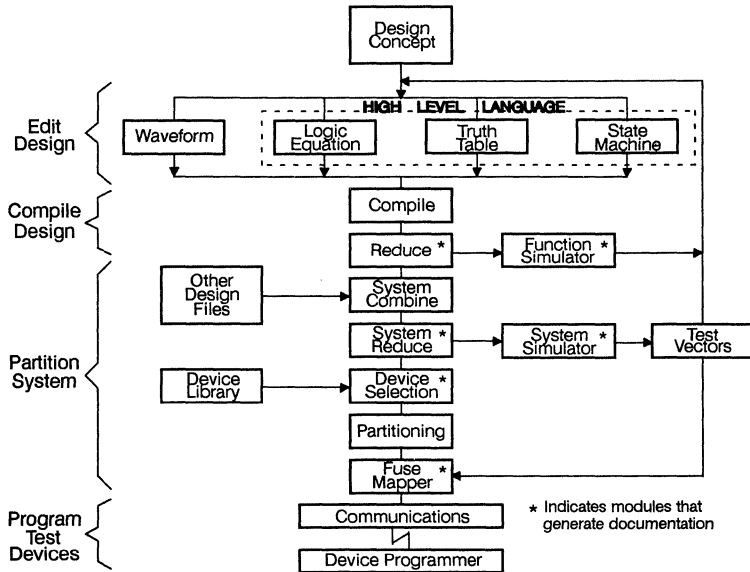 Design
Concept
HIGH LEVEL LANGUAGE
Edit
Design
Waveform
Logic
Equation
Truth
Table
State
Machine
Compile
Design
Compile
Reduce *
Function *
Simulator
Other
Design
Files
System
Combine
Partition
System
System *
Reduce
System *
Simulator
Test
Vectors
Device
Library
Device *
Selection
Partitioning
Fuse *
Mapper
Program
Test
Devices
Communications
Device Programmer
* Indicates modules that
generate documentation